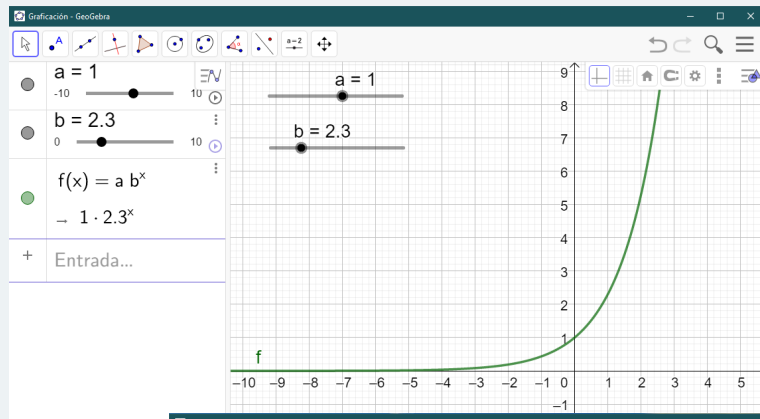 Graficación - GeoGebra
A
a=2
a = 1
-10
10
b = 2.3
0
10
f(x) = a bˣ
→ 1 · 2.3ˣ
+
Entrada...
a = 1
b = 2.3
f
9
8
7
6
5
4
3
2
1
–1
–10 –9 –8 –7 –6 –5 –4 –3 –2 –1 0 1 2 3 4 5